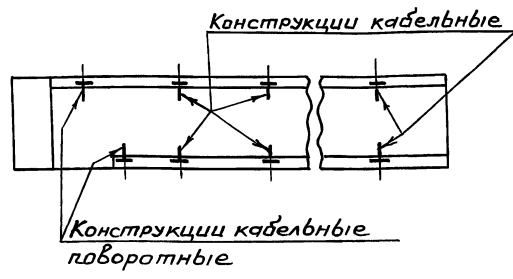 Конструкции кабельные
Конструкции кабельные
поворотные